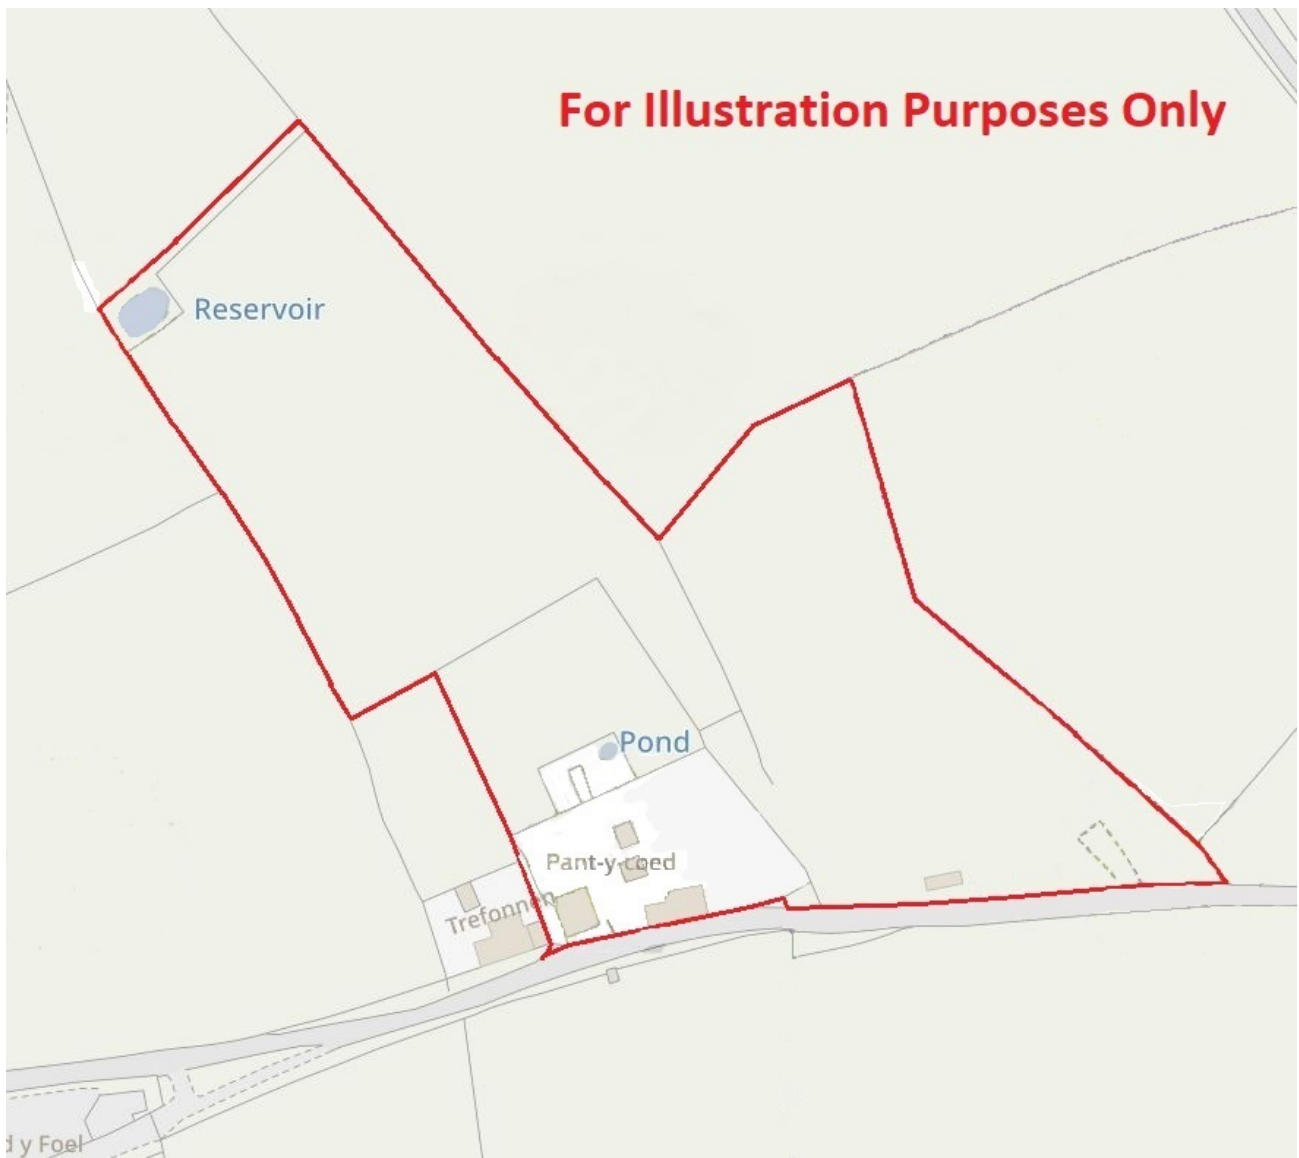 For Illustration Purposes Only
Reservoir
Pond
Pant-y-coed
Trefonnen
d y Foel